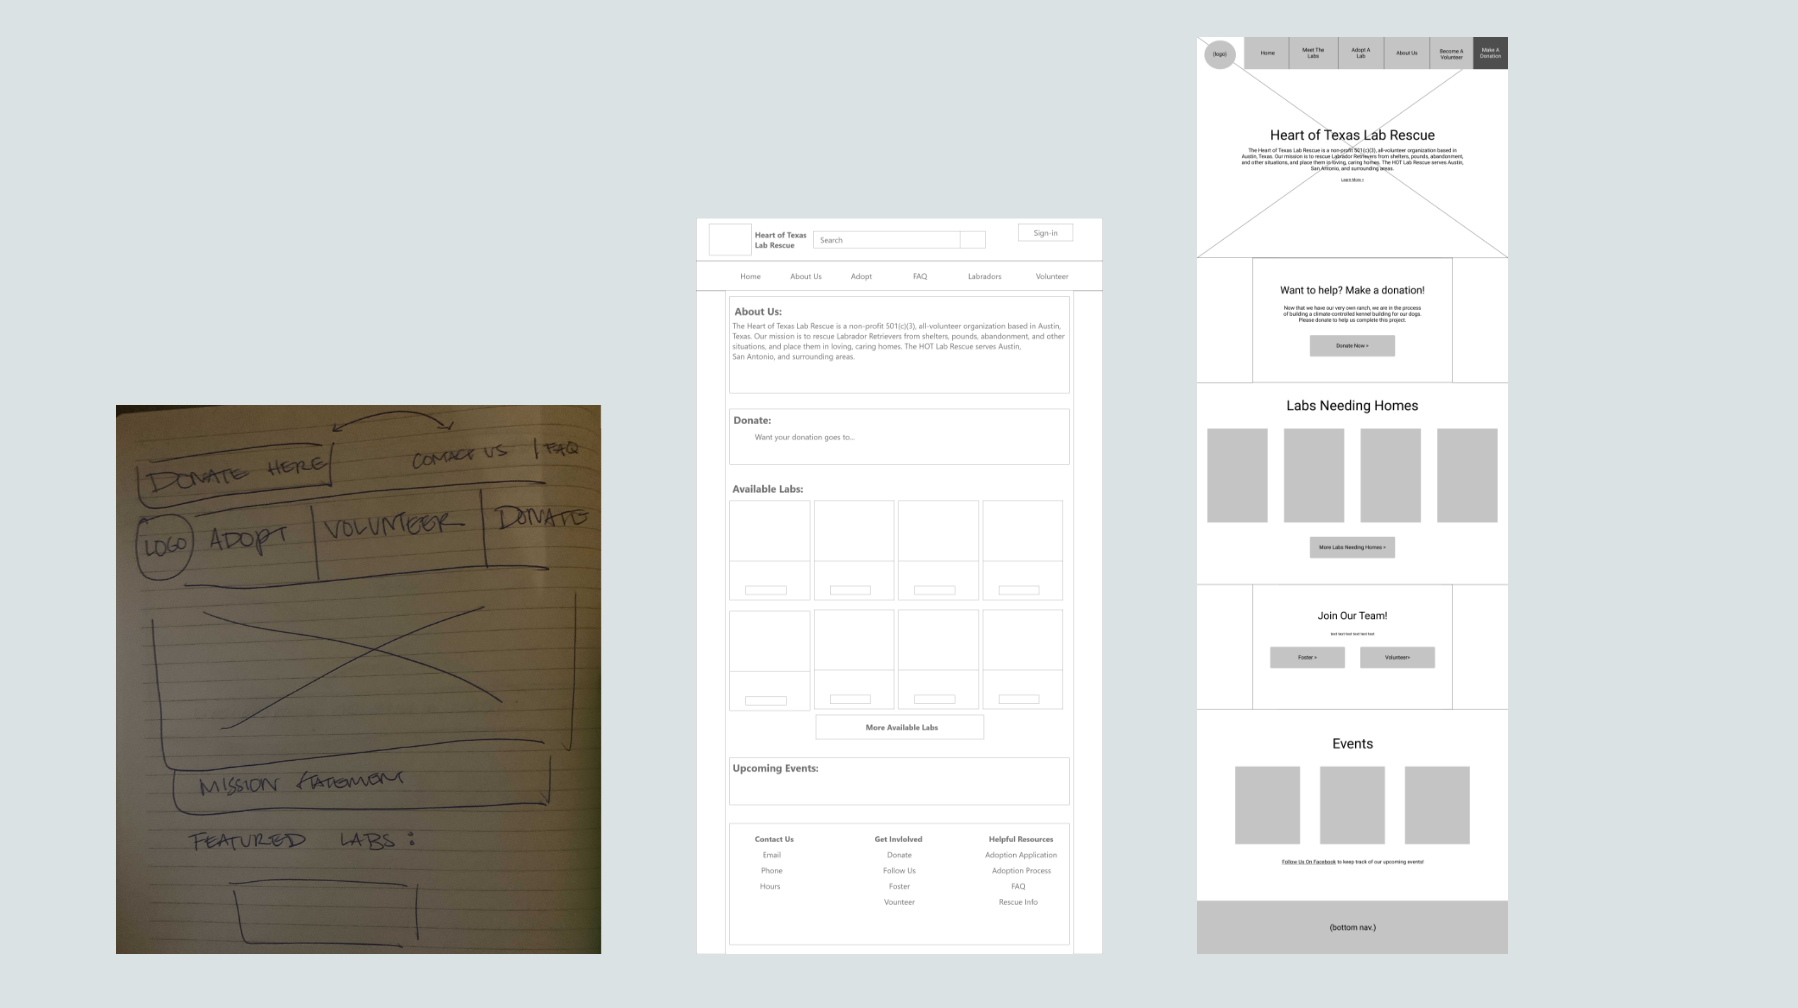 DONATE HERE
CONTACT US | FAQ
LOGO
ADOPT
VOLUNTEER
DONATE
MISSION STATEMENT
FEATURED LABS:
Heart of Texas
Lab Rescue
Search
Sign-in
Home
About Us
Adopt
FAQ
Labradors
Volunteer
About Us:
The Heart of Texas Lab Rescue is a non-profit 501(c)(3), all-volunteer organization based in Austin,
Texas. Our mission is to rescue Labrador Retrievers from shelters, pounds, abandonment, and other
situations, and place them in loving, caring homes. The HOT Lab Rescue serves Austin,
San Antonio, and surrounding areas.
Donate:
Want your donation goes to...
Available Labs:
More Available Labs
Upcoming Events:
Contact Us
Email
Phone
Hours
Get Invlolved
Donate
Follow Us
Foster
Vounteer
Helpful Resources
Adoption Application
Adoption Process
FAQ
Rescue Info
(logo)
Home
Meet The
Labs
Adopt A
Lab
About Us
Become A
Volunteer
Make A
Donation
Heart of Texas Lab Rescue
The Heart of Texas Lab Rescue is a non-profit 501(c)(3), all-volunteer organization based in
Austin, Texas. Our mission is to rescue Labrador Retrievers from shelters, pounds, abandonment,
and other situations, and place them in loving, caring homes. The HOT Lab Rescue serves Austin,
San Antonio, and surrounding areas.
Learn More >
Want to help? Make a donation!
Now that we have our very own ranch, we are in the process
of building a climate-controlled kennel building for our dogs.
Please donate to help us complete this project.
Donate Now >
Labs Needing Homes
More Labs Needing Homes >
Join Our Team!
text text text text text text
Foster >
Volunteer>
Events
Follow Us On Facebook to keep track of our upcoming events!
(bottom nav.)